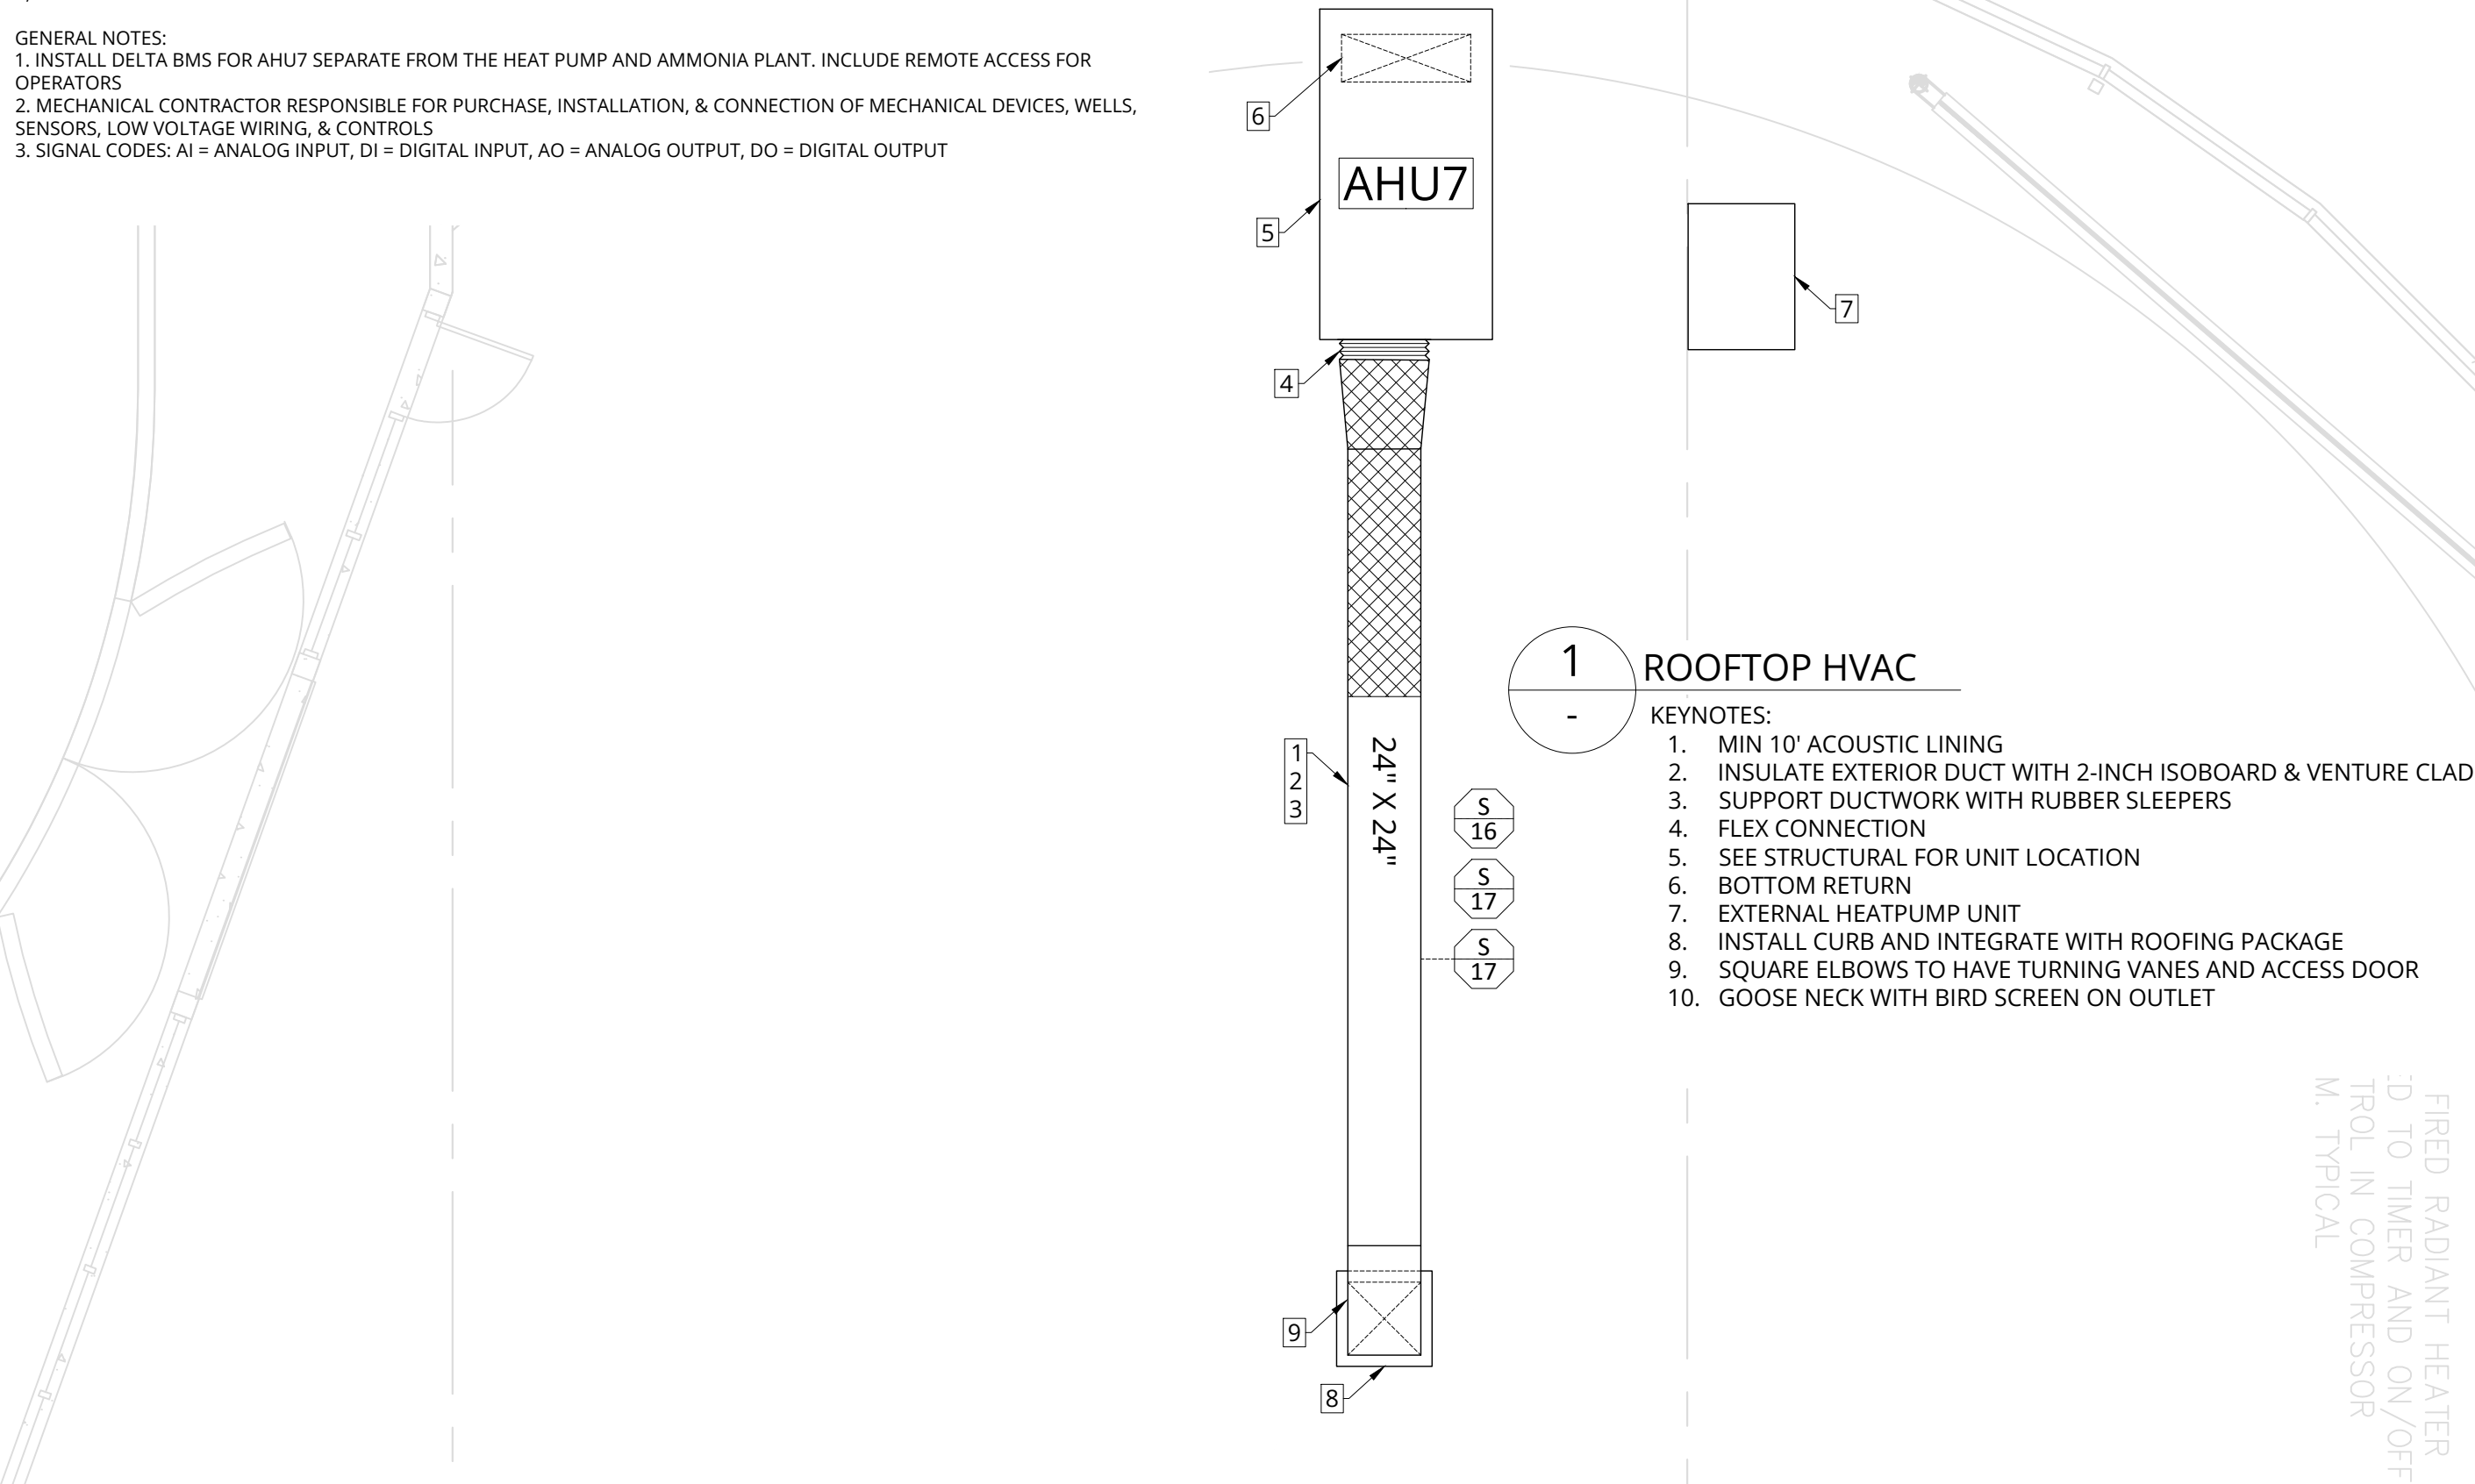 GENERAL NOTES:
1. INSTALL DELTA BMS FOR AHU7 SEPARATE FROM THE HEAT PUMP AND AMMONIA PLANT. INCLUDE REMOTE ACCESS FOR
OPERATORS
2. MECHANICAL CONTRACTOR RESPONSIBLE FOR PURCHASE, INSTALLATION, & CONNECTION OF MECHANICAL DEVICES, WELLS,
SENSORS, LOW VOLTAGE WIRING, & CONTROLS
3. SIGNAL CODES: AI = ANALOG INPUT, DI = DIGITAL INPUT, AO = ANALOG OUTPUT, DO = DIGITAL OUTPUT
6
AHU7
5
7
4
1
2
3
24" X 24"
S
16
S
17
S
17
9
8
1
-
ROOFTOP HVAC
KEYNOTES:
1. MIN 10' ACOUSTIC LINING
2. INSULATE EXTERIOR DUCT WITH 2-INCH ISOBOARD & VENTURE CLAD
3. SUPPORT DUCTWORK WITH RUBBER SLEEPERS
4. FLEX CONNECTION
5. SEE STRUCTURAL FOR UNIT LOCATION
6. BOTTOM RETURN
7. EXTERNAL HEATPUMP UNIT
8. INSTALL CURB AND INTEGRATE WITH ROOFING PACKAGE
9. SQUARE ELBOWS TO HAVE TURNING VANES AND ACCESS DOOR
10. GOOSE NECK WITH BIRD SCREEN ON OUTLET
FIRED RADIANT HEATER
TO TIMER AND ON/OFF
TROL IN COMPRESSOR
M. TYPICAL